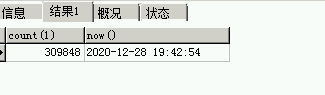 信息 结果1 概况 状态
count(1) now()
309848 2020-12-28 19:42:54